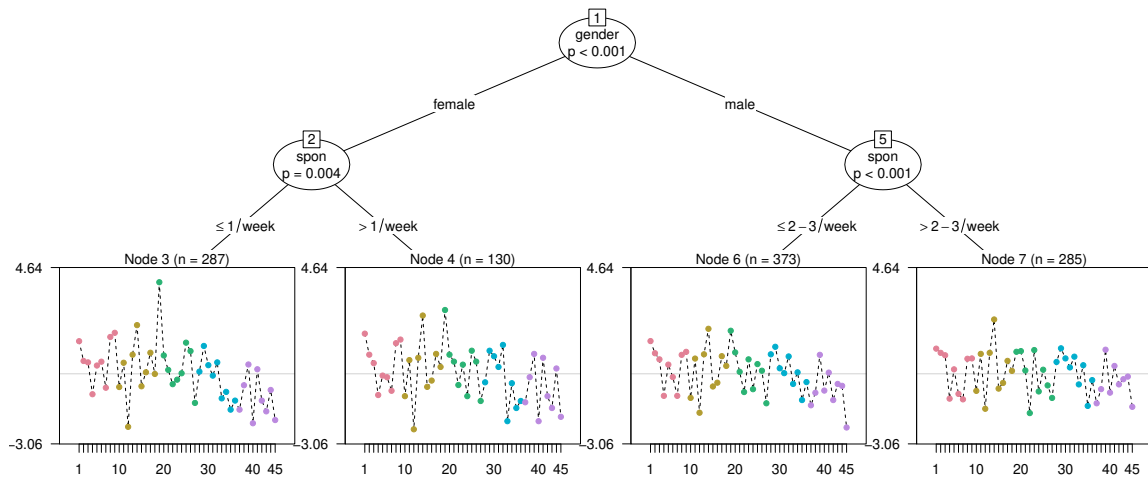 1
gender
p < 0.001
female
male
2
spon
p = 0.004
5
spon
p < 0.001
≤ 1/week
> 1/week
≤ 2−3/week
> 2−3/week
Node 3 (n = 287)
Node 4 (n = 130)
Node 6 (n = 373)
Node 7 (n = 285)
4.64
4.64
4.64
4.64
−3.06
−3.06
−3.06
−3.06
1 10 20 30 40 45
1 10 20 30 40 45
1 10 20 30 40 45
1 10 20 30 40 45